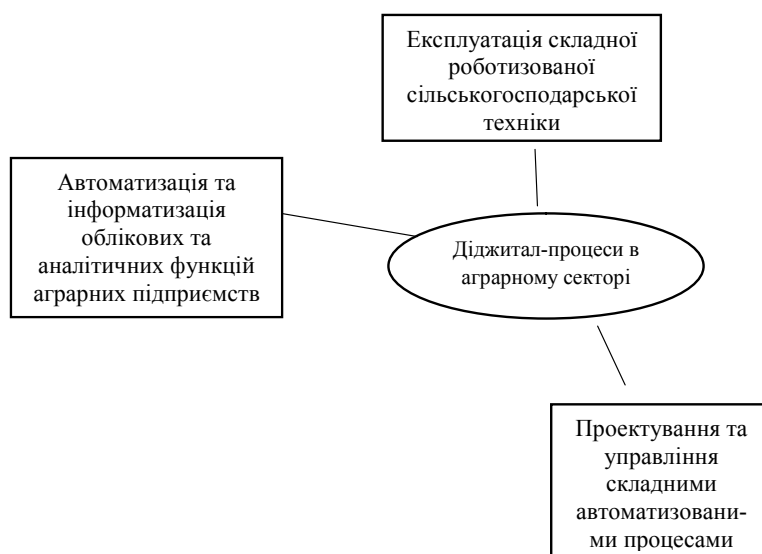 Експлуатація складної
роботизованої
сільськогосподарської
техніки
Автоматизація та
інформатизація
облікових та
аналітичних функцій
аграрних підприємств
Діджитал-процеси в
аграрному секторі
Проектування та
управління
складними
автоматизовани-
ми процесами